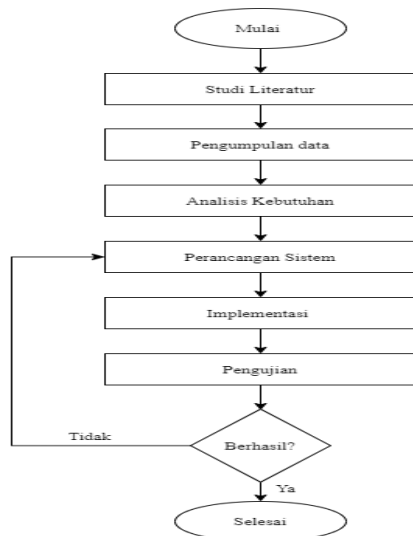 Mulai
Studi Literatur
Pengumpulan data
Analisis Kebutuhan
Perancangan Sistem
Implementasi
Pengujian
Tidak
Berhasil?
Ya
Selesai